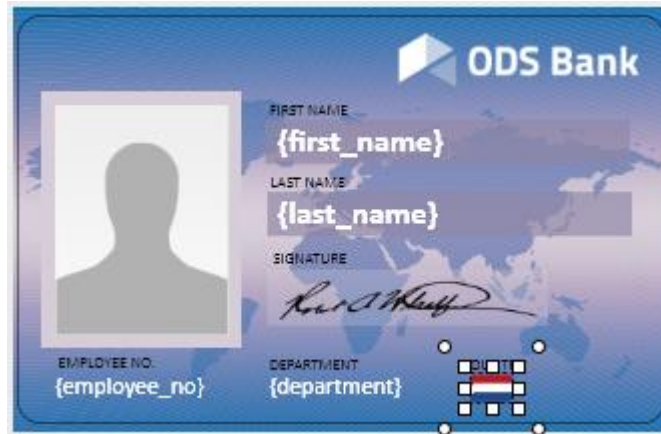 ODS Bank
FIRST NAME
{first_name}
LAST NAME
{last_name}
SIGNATURE
EMPLOYEE NO.
{employee_no}
DEPARTMENT
{department}